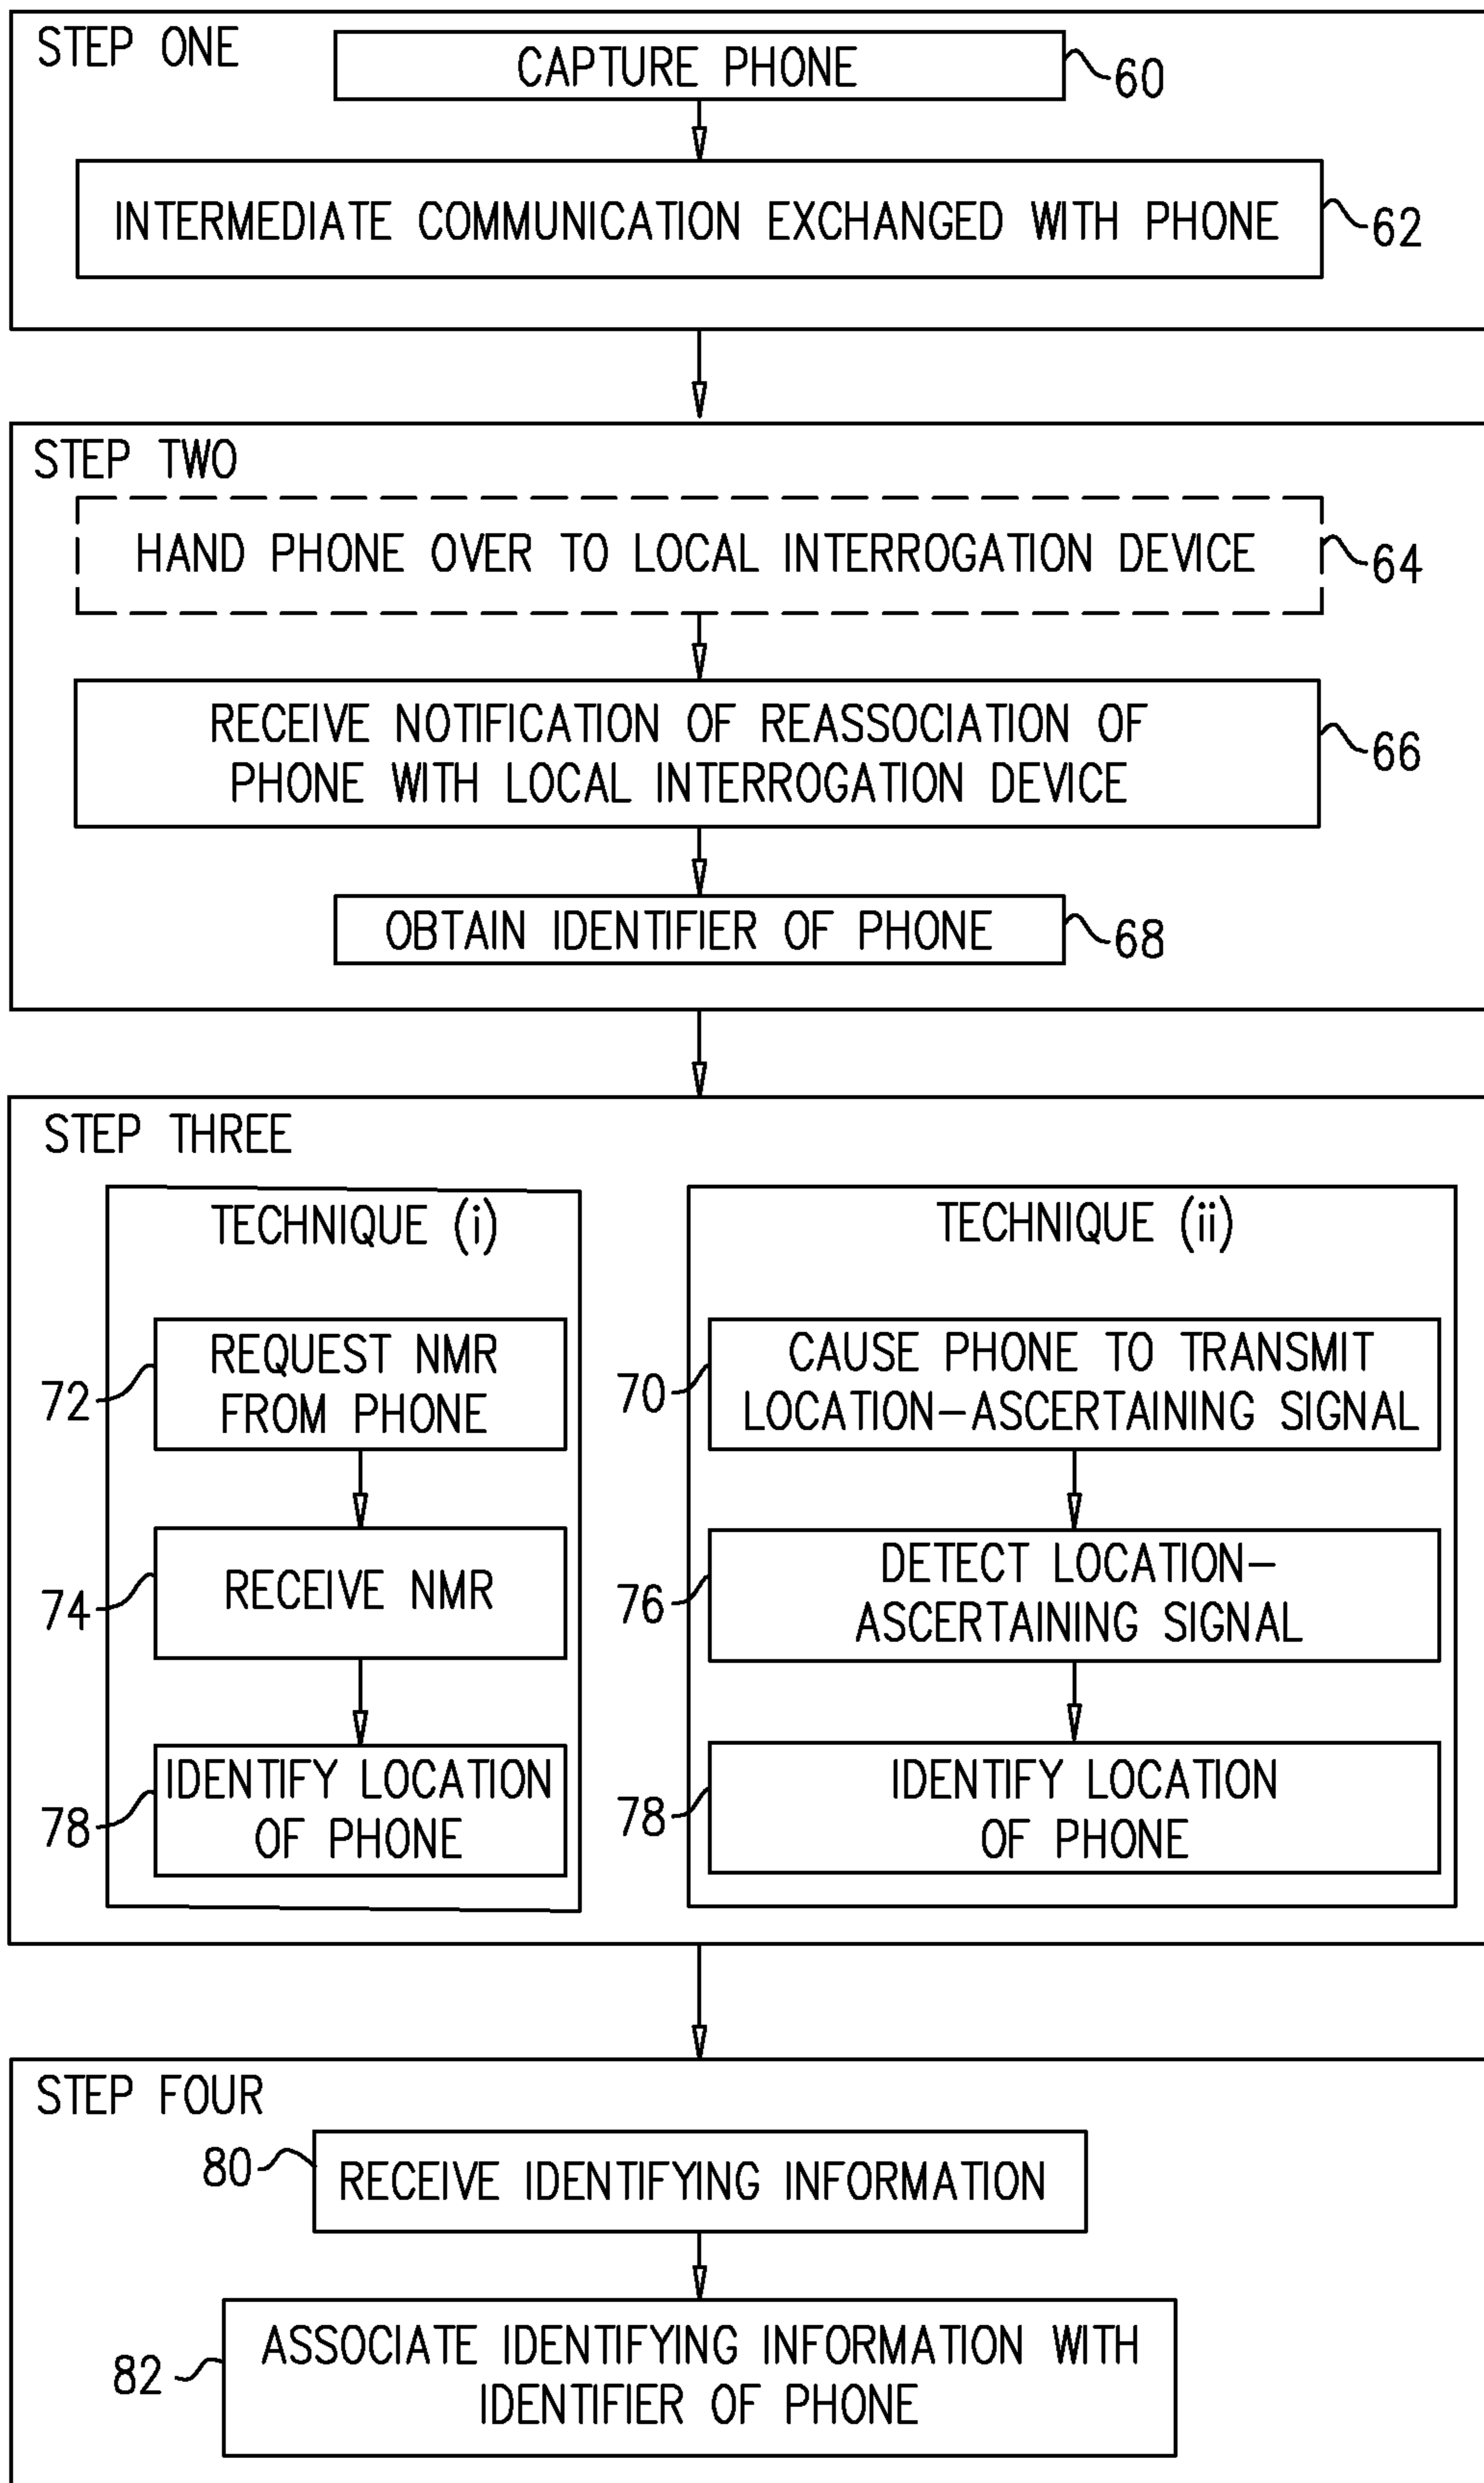 STEP ONE
CAPTURE PHONE
60
INTERMEDIATE COMMUNICATION EXCHANGED WITH PHONE
62
STEP TWO
HAND PHONE OVER TO LOCAL INTERROGATION DEVICE
64
RECEIVE NOTIFICATION OF REASSOCIATION OF
PHONE WITH LOCAL INTERROGATION DEVICE
66
OBTAIN IDENTIFIER OF PHONE
68
STEP THREE
TECHNIQUE (i)
REQUEST NMR
FROM PHONE
72
RECEIVE NMR
74
IDENTIFY LOCATION
OF PHONE
78
TECHNIQUE (ii)
CAUSE PHONE TO TRANSMIT
LOCATION-ASCERTAINING SIGNAL
70
DETECT LOCATION-
ASCERTAINING SIGNAL
76
IDENTIFY LOCATION
OF PHONE
78
STEP FOUR
80
RECEIVE IDENTIFYING INFORMATION
ASSOCIATE IDENTIFYING INFORMATION WITH
IDENTIFIER OF PHONE
82